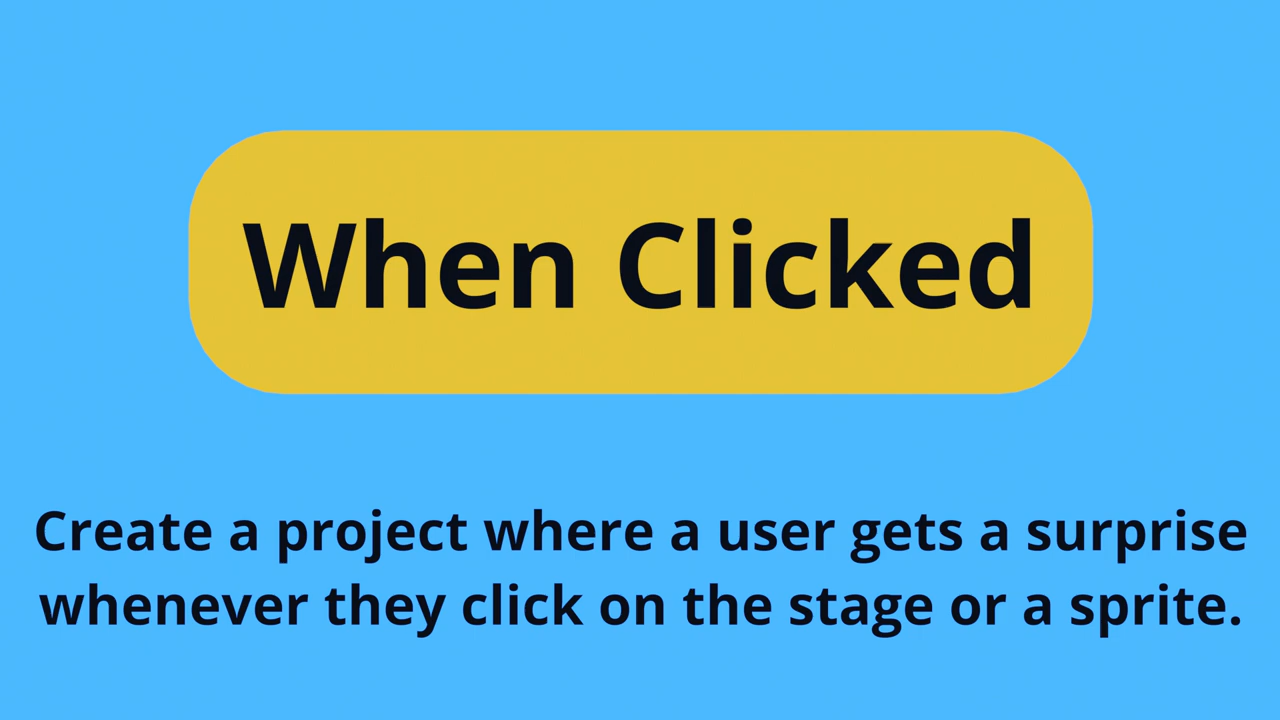 When Clicked
Create a project where a user gets a surprise
whenever they click on the stage or a sprite.